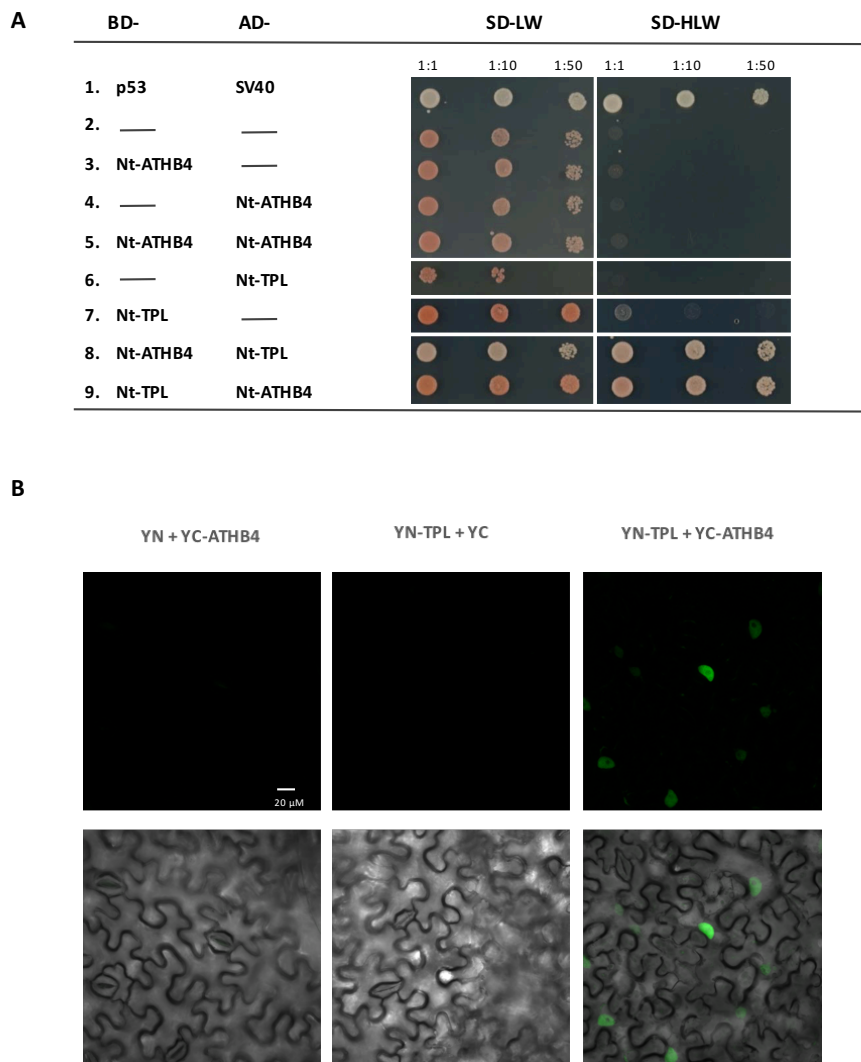 A
BD- AD- SD-LW SD-HLW
1:1 1:10 1:50 1:1 1:10 1:50
1. p53 SV40
2.
3. Nt-ATHB4
4. Nt-ATHB4
5. Nt-ATHB4 Nt-ATHB4
6. Nt-TPL
7. Nt-TPL
8. Nt-ATHB4 Nt-TPL
9. Nt-TPL Nt-ATHB4
B
YN + YC-ATHB4 YN-TPL + YC YN-TPL + YC-ATHB4
20 µM